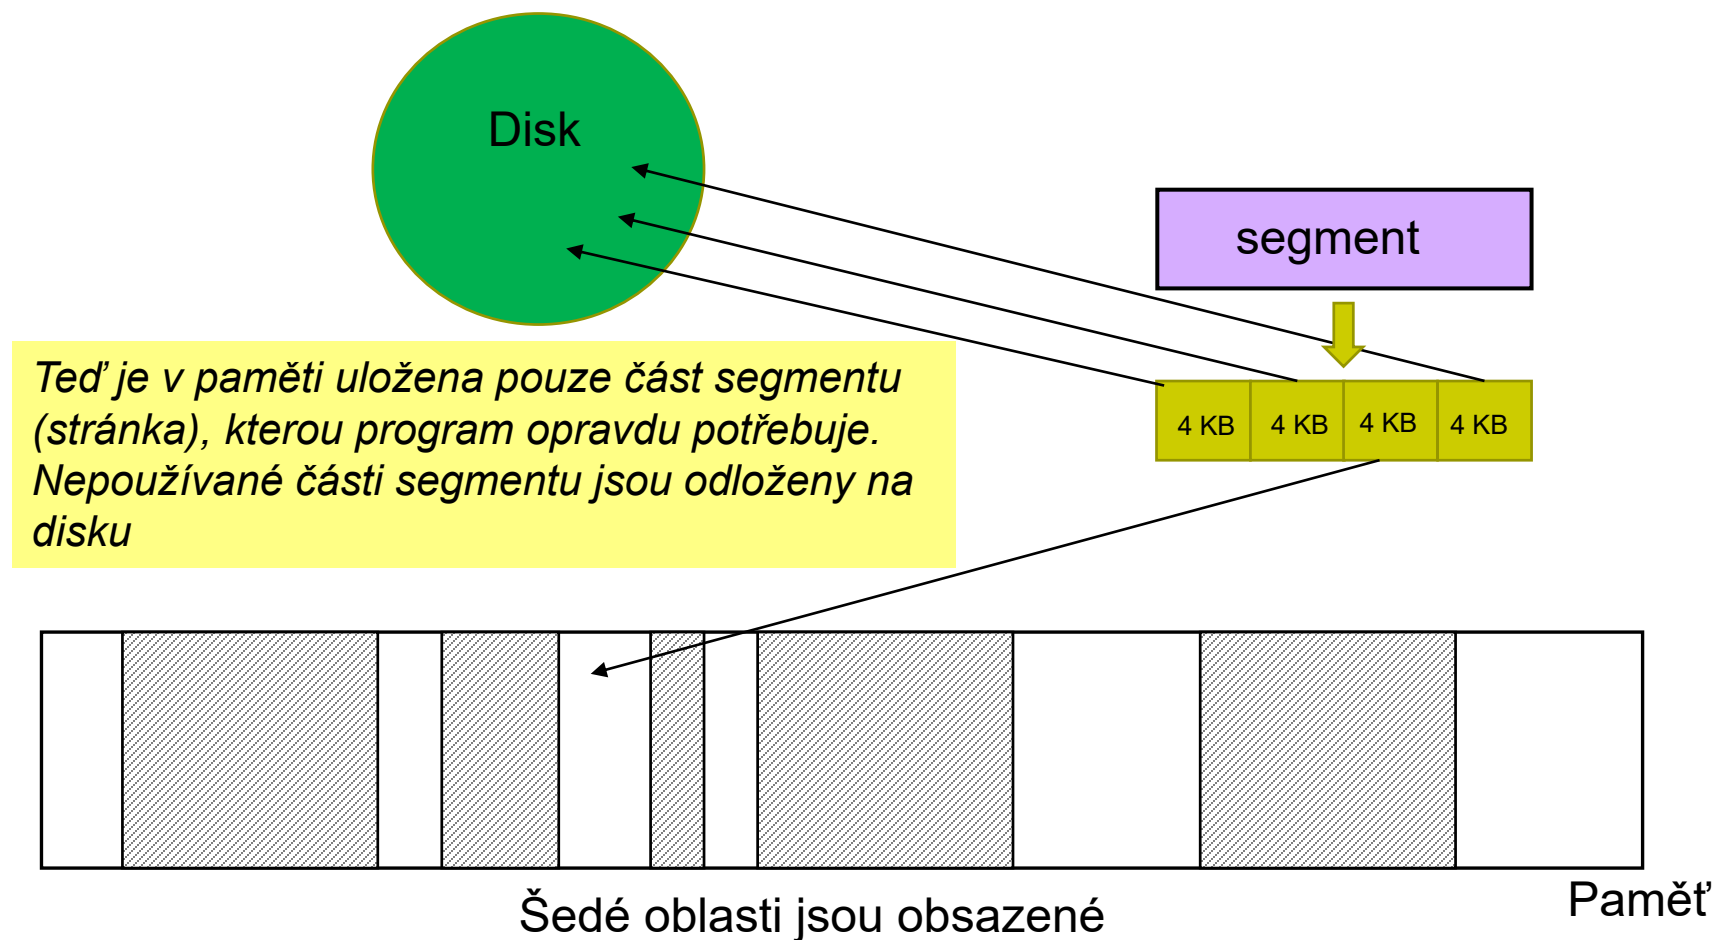 Disk
segment
Teď je v paměti uložena pouze část segmentu
(stránka), kterou program opravdu potřebuje.
Nepoužívané části segmentu jsou odloženy na
disku
4 KB 4 KB 4 KB 4 KB
Šedé oblasti jsou obsazené
Paměť